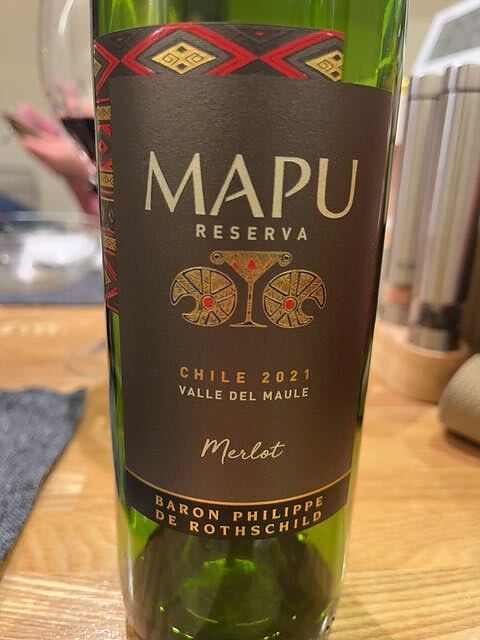 MAPU
RESERVA
CHILE 2021
VALLE DEL MAULE
Merlot
BARON PHILIPPE
DE ROTHSCHILD